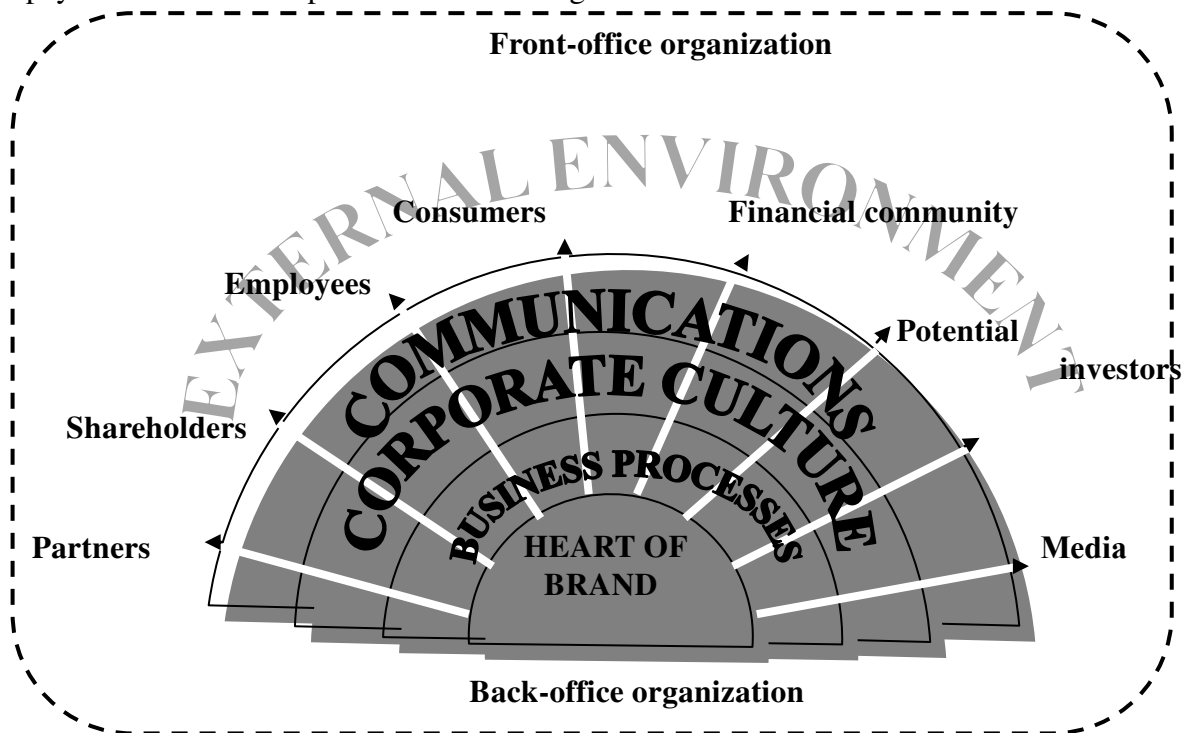 Front-office organization
EXTERNAL ENVIRONMENT
Consumers
Financial community
Employees
Potential
investors
Shareholders
Partners
Media
COMMUNICATIONS
CORPORATE CULTURE
BUSINESS PROCESSES
HEART OF
BRAND
Back-office organization